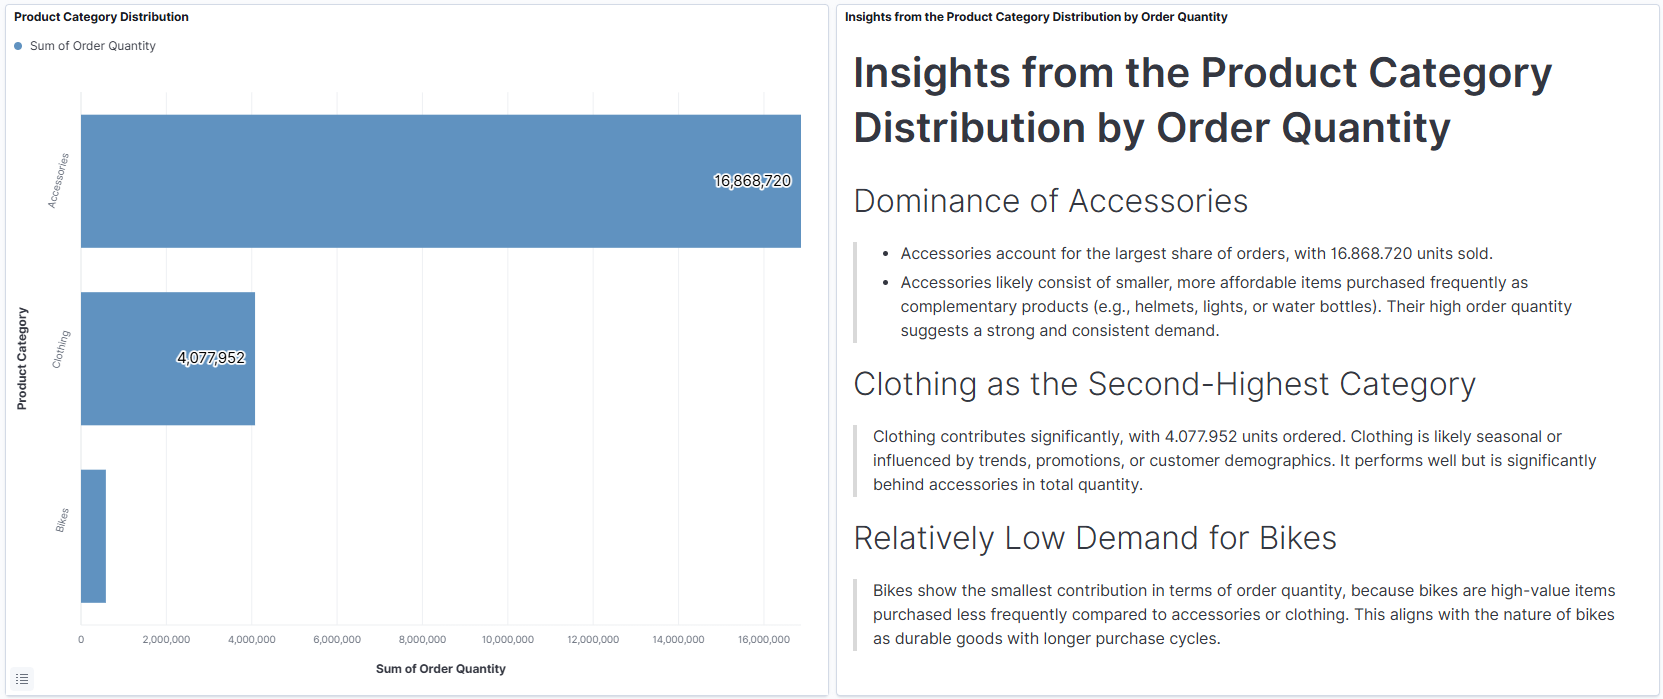 Product Category Distribution
Sum of Order Quantity
Product Category
Accessories
16,868,720
Clothing
4,077,952
Bikes
0 2,000,000 4,000,000 6,000,000 8,000,000 10,000,000 12,000,000 14,000,000 16,000,000
Sum of Order Quantity
Insights from the Product Category Distribution by Order Quantity
Insights from the Product Category
Distribution by Order Quantity
Dominance of Accessories
• Accessories account for the largest share of orders, with 16.868.720 units sold.
• Accessories likely consist of smaller, more affordable items purchased frequently as
complementary products (e.g., helmets, lights, or water bottles). Their high order quantity
suggests a strong and consistent demand.
Clothing as the Second-Highest Category
Clothing contributes significantly, with 4.077.952 units ordered. Clothing is likely seasonal or
influenced by trends, promotions, or customer demographics. It performs well but is significantly
behind accessories in total quantity.
Relatively Low Demand for Bikes
Bikes show the smallest contribution in terms of order quantity, because bikes are high-value items
purchased less frequently compared to accessories or clothing. This aligns with the nature of bikes
as durable goods with longer purchase cycles.